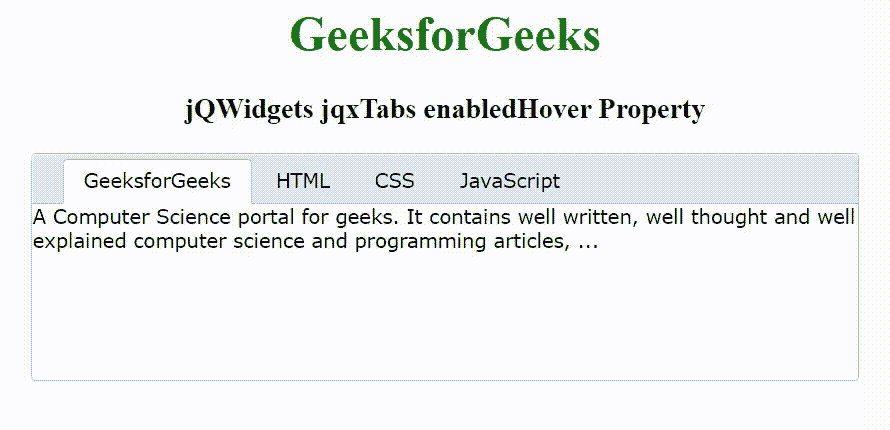 GeeksforGeeks
jQWidgets jqxTabs enabledHover Property
GeeksforGeeks HTML CSS JavaScript
A Computer Science portal for geeks. It contains well written, well thought and well
explained computer science and programming articles, ...